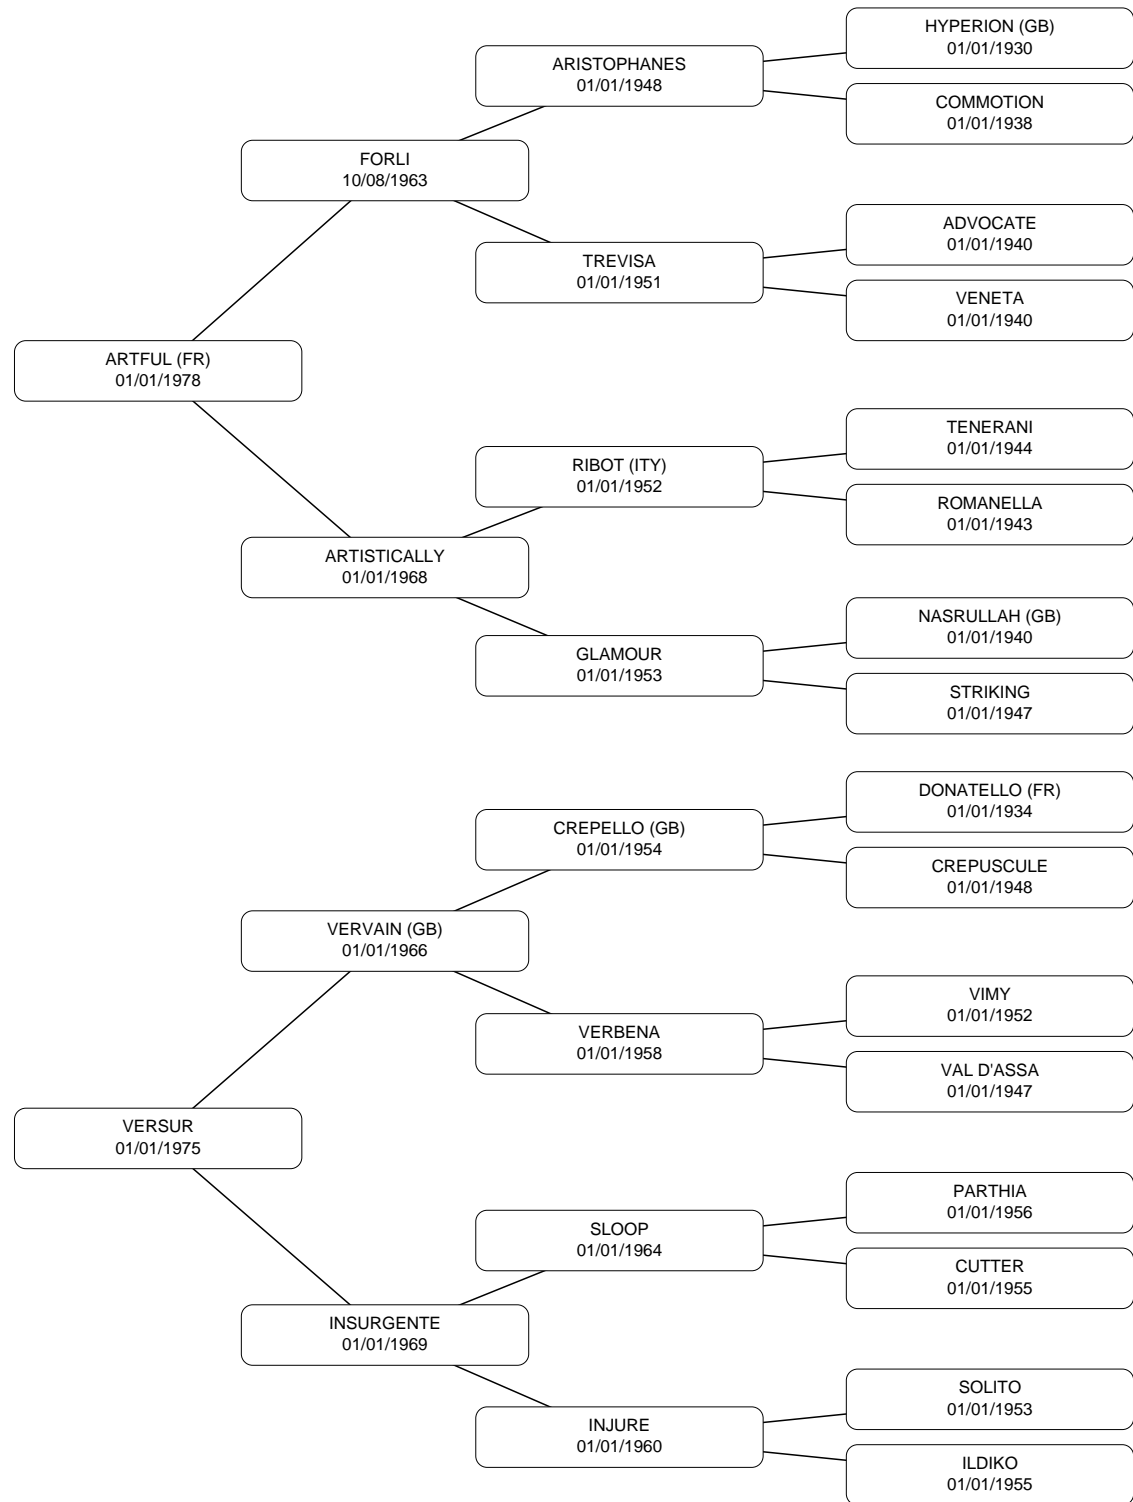 HYPERION (GB)
01/01/1930
ARISTOPHANES
01/01/1948
COMMOTION
01/01/1938
FORLI
10/08/1963
ADVOCATE
01/01/1940
TREVISA
01/01/1951
VENETA
01/01/1940
ARTFUL (FR)
01/01/1978
TENERANI
01/01/1944
RIBOT (ITY)
01/01/1952
ROMANELLA
01/01/1943
ARTISTICALLY
01/01/1968
NASRULLAH (GB)
01/01/1940
GLAMOUR
01/01/1953
STRIKING
01/01/1947
DONATELLO (FR)
01/01/1934
CREPELLO (GB)
01/01/1954
CREPUSCULE
01/01/1948
VERVAIN (GB)
01/01/1966
VIMY
01/01/1952
VERBENA
01/01/1958
VAL D'ASSA
01/01/1947
VERSUR
01/01/1975
PARTHIA
01/01/1956
SLOOP
01/01/1964
CUTTER
01/01/1955
INSURGENTE
01/01/1969
SOLITO
01/01/1953
INJURE
01/01/1960
ILDIKO
01/01/1955